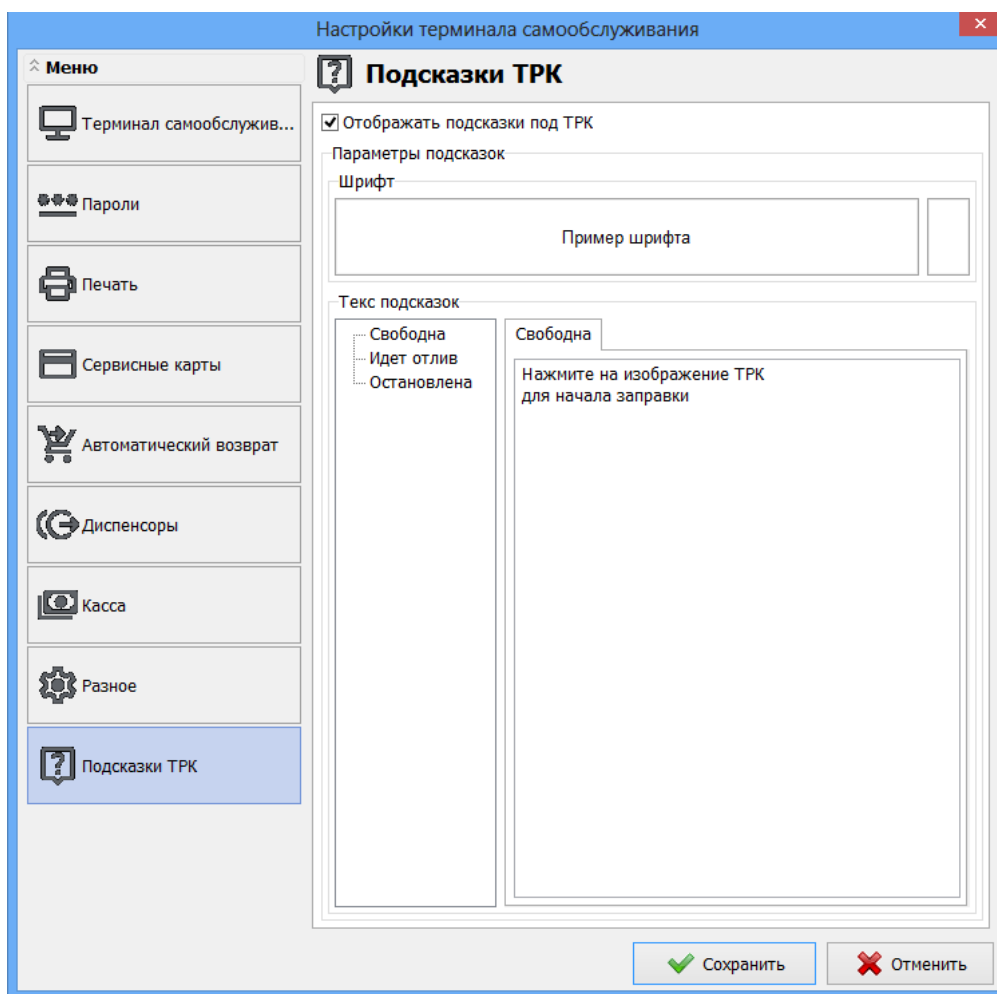 Настройки терминала самообслуживания
Меню
Терминал самообслужив...
Пароли
Печать
Сервисные карты
Автоматический возврат
Диспенсоры
Касса
Разное
Подсказки ТРК
Подсказки ТРК
Отображать подсказки под ТРК
Параметры подсказок
Шрифт
Пример шрифта
Текс подсказок
Свободна
Идет отлив
Остановлена
Свободна
Нажмите на изображение ТРК
для начала заправки
Сохранить
Отменить